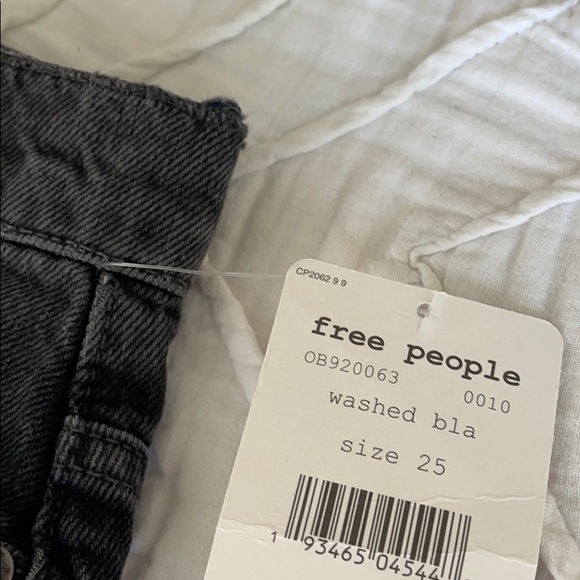 CP2062 9 9
free people
OB920063 0010
washed bla
size 25
1 93465 04544